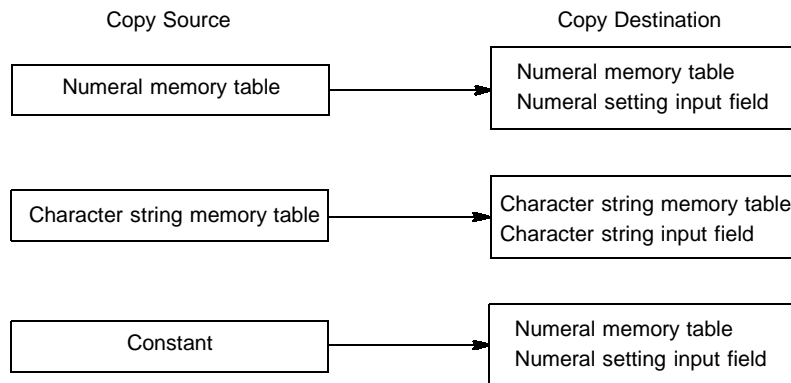 Copy Source
Copy Destination
Numeral memory table
Numeral memory table
Numeral setting input field
Character string memory table
Character string memory table
Character string input field
Constant
Numeral memory table
Numeral setting input field